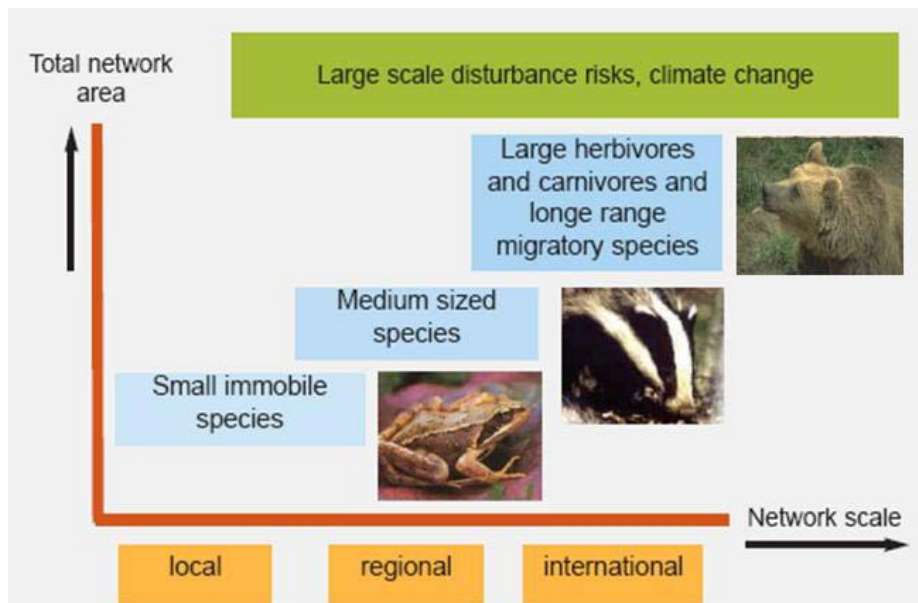 Total network
area
Large scale disturbance risks, climate change
Large herbivores
and carnivores and
longe range
migratory species
Medium sized
species
Small immobile
species
Network scale
local
regional
international